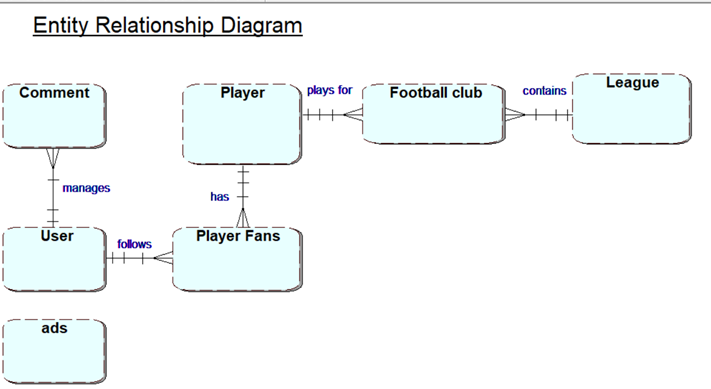 Entity Relationship Diagram
Comment
Player
plays for
Football club
contains
League
manages
has
User
follows
Player Fans
ads